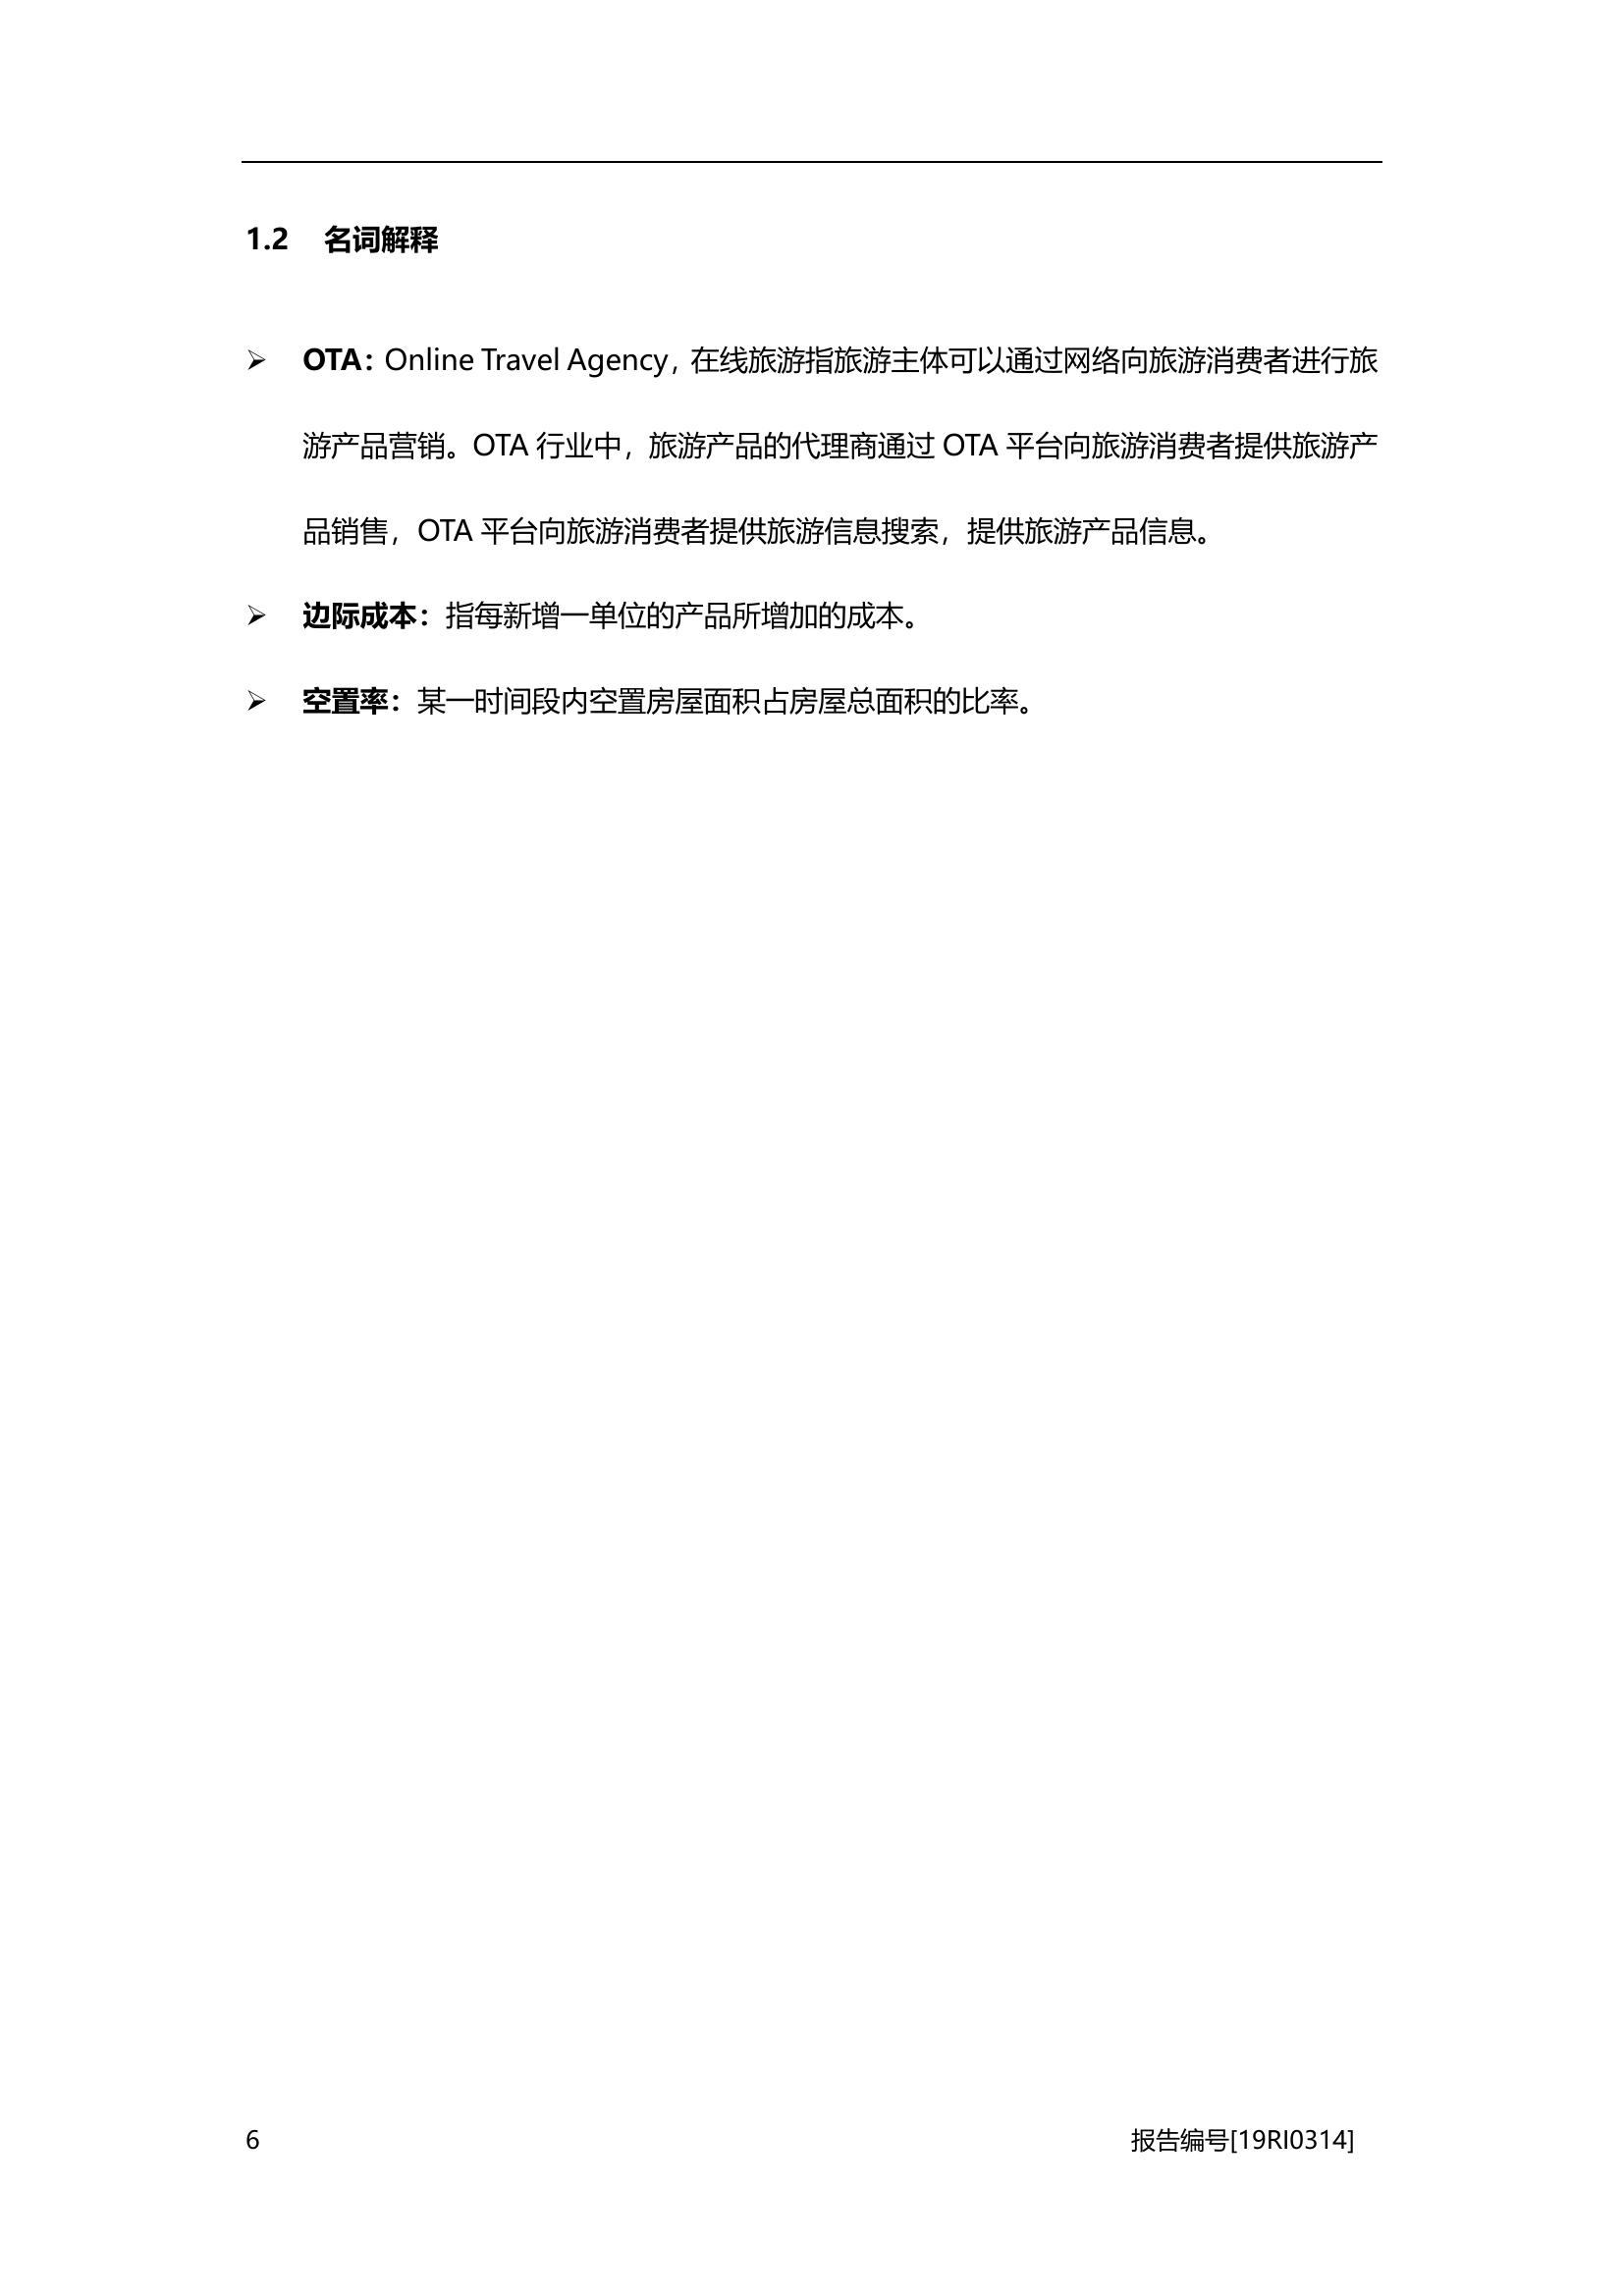 1.2 名词解释
➢ OTA：Online Travel Agency，在线旅游指旅游主体可以通过网络向旅游消费者进行旅
游产品营销。OTA 行业中，旅游产品的代理商通过 OTA 平台向旅游消费者提供旅游产
品销售，OTA 平台向旅游消费者提供旅游信息搜索，提供旅游产品信息。
➢ 边际成本：指每新增一单位的产品所增加的成本。
➢ 空置率：某一时间段内空置房屋面积占房屋总面积的比率。
6 报告编号[19RI0314]